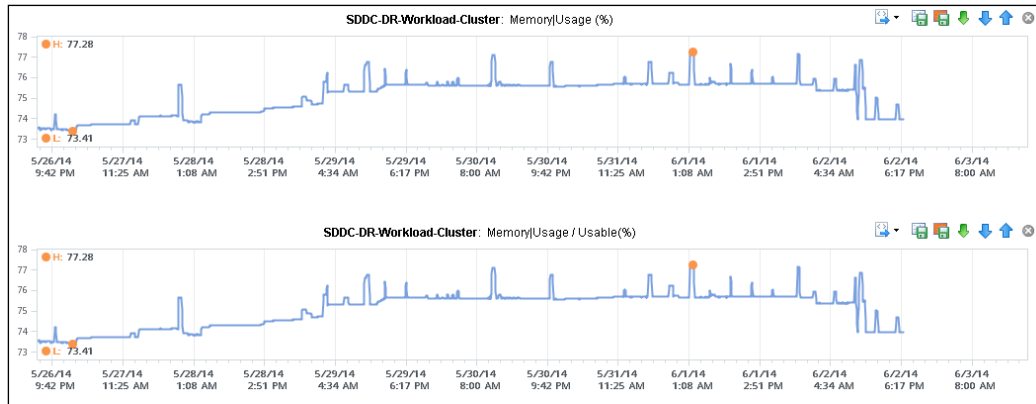 SDDC-DR-Workload-Cluster: Memory|Usage (%)
78
77
76
75
74
73
H: 77.28
L: 73.41
5/26/14 5/27/14 5/28/14 5/28/14 5/29/14 5/29/14 5/30/14 5/30/14 5/31/14 6/1/14 6/1/14 6/2/14 6/2/14 6/3/14
9:42 PM 11:25 AM 1:08 AM 2:51 PM 4:34 AM 6:17 PM 8:00 AM 9:42 PM 11:25 AM 1:08 AM 2:51 PM 4:34 AM 6:17 PM 8:00 AM
SDDC-DR-Workload-Cluster: Memory|Usage / Usable(%)
78
77
76
75
74
73
H: 77.28
L: 73.41
5/26/14 5/27/14 5/28/14 5/28/14 5/29/14 5/29/14 5/30/14 5/30/14 5/31/14 6/1/14 6/1/14 6/2/14 6/2/14 6/3/14
9:42 PM 11:25 AM 1:08 AM 2:51 PM 4:34 AM 6:17 PM 8:00 AM 9:42 PM 11:25 AM 1:08 AM 2:51 PM 4:34 AM 6:17 PM 8:00 AM